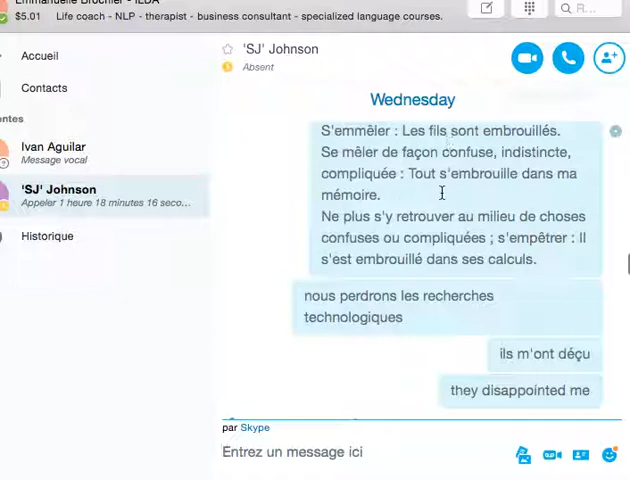 Emmanuelle Brochier - ILDA
$5.01 Life coach - NLP - therapist - business consultant - specialized language courses.
R...
Accueil
Contacts
entes
Ivan Aguilar
Message vocal
'SJ' Johnson
Appeler 1 heure 18 minutes 16 seco...
Historique
'SJ' Johnson
Absent
Wednesday
S'emmêler : Les fils sont embrouillés.
Se mêler de façon confuse, indistincte,
compliquée : Tout s'embrouille dans ma
mémoire.
Ne plus s'y retrouver au milieu de choses
confuses ou compliquées ; s'empêtrer : Il
s'est embrouillé dans ses calculs.
nous perdrons les recherches
technologiques
ils m'ont déçu
they disappointed me
par Skype
Entrez un message ici